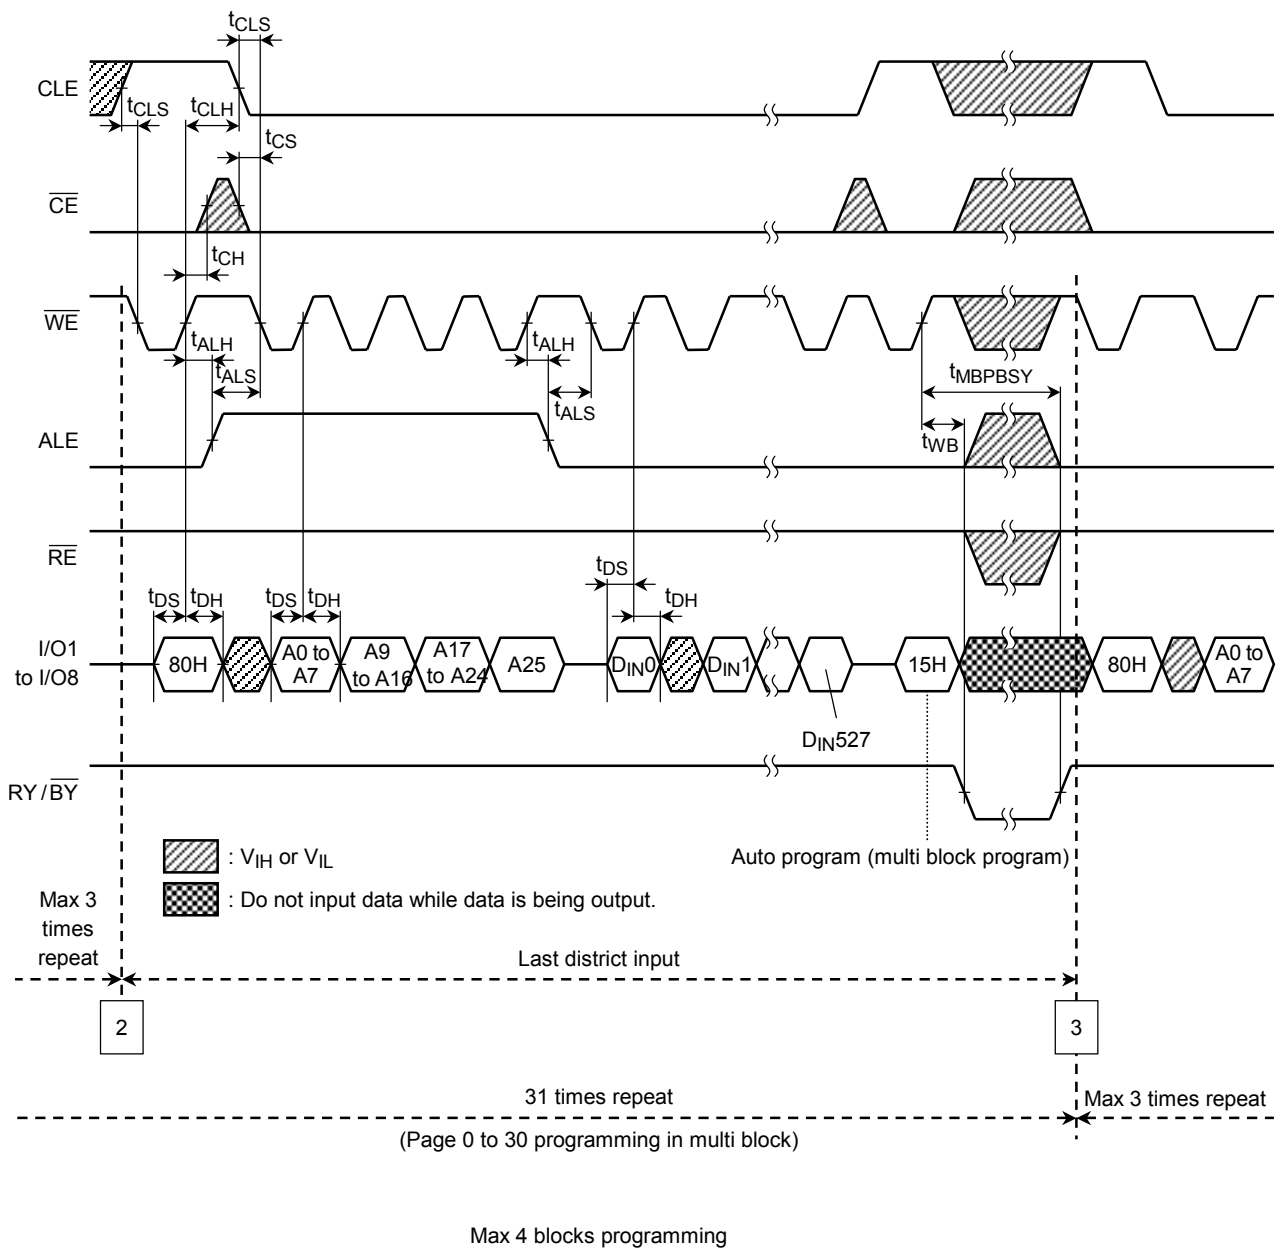 tCLS
CLE
tCLS
tCLH
tCS
CE
tCH
WE
tALH
tALH
tALS
tMBPBSY
tALS
ALE
tWB
RE
tDS
tDS
tDH
tDS
tDH
tDH
I/O1
to I/O8
80H
A0 to
A7
A9
to A16
A17
to A24
A25
DIN0
DIN1
15H
80H
A0 to
A7
DIN527
RY/BY
: VIH or VIL
Auto program (multi block program)
: Do not input data while data is being output.
Max 3
times
repeat
Last district input
2
3
31 times repeat
Max 3 times repeat
(Page 0 to 30 programming in multi block)
Max 4 blocks programming